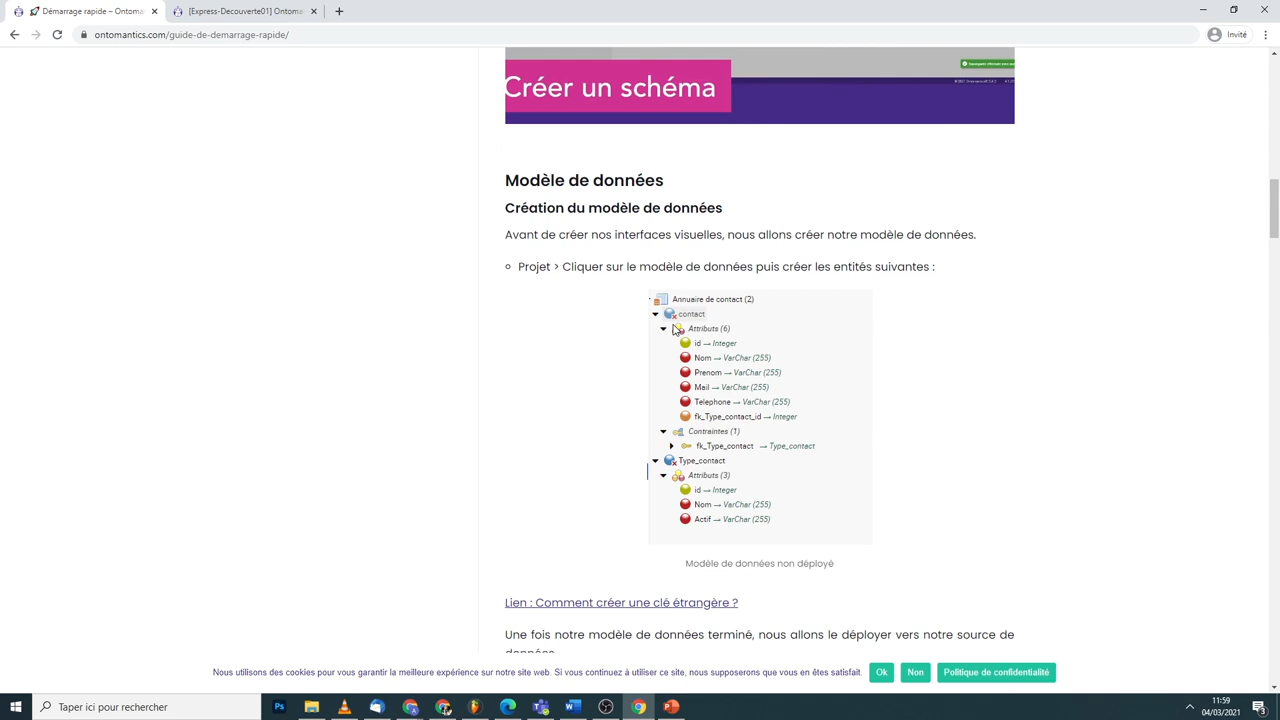 Démarrage rapide – Ontomantics
[Express-Decouverte01] Ontoma
ontomantics.com/guide-de-demarrage-rapide/
Invité
Créer un schéma
Modèle de données
Création du modèle de données
Avant de créer nos interfaces visuelles, nous allons créer notre modèle de données.
Projet > Cliquer sur le modèle de données puis créer les entités suivantes :
Annuaire de contact (2)
contact
Attributs (6)
id → Integer
Nom → VarChar (255)
Prenom → VarChar (255)
Mail → VarChar (255)
Telephone → VarChar (255)
fk_Type_contact_id → Integer
Contraintes (1)
fk_Type_contact → Type_contact
Type_contact
Attributs (3)
id → Integer
Nom → VarChar (255)
Actif → VarChar (255)
Modèle de données non déployé
Lien : Comment créer une clé étrangère ?
Une fois notre modèle de données terminé, nous allons le déployer vers notre source de
données.
Nous utilisons des cookies pour vous garantir la meilleure expérience sur notre site web. Si vous continuez à utiliser ce site, nous supposerons que vous en êtes satisfait. Ok Non Politique de confidentialité
Taper ici pour rechercher
11:59
04/03/2021